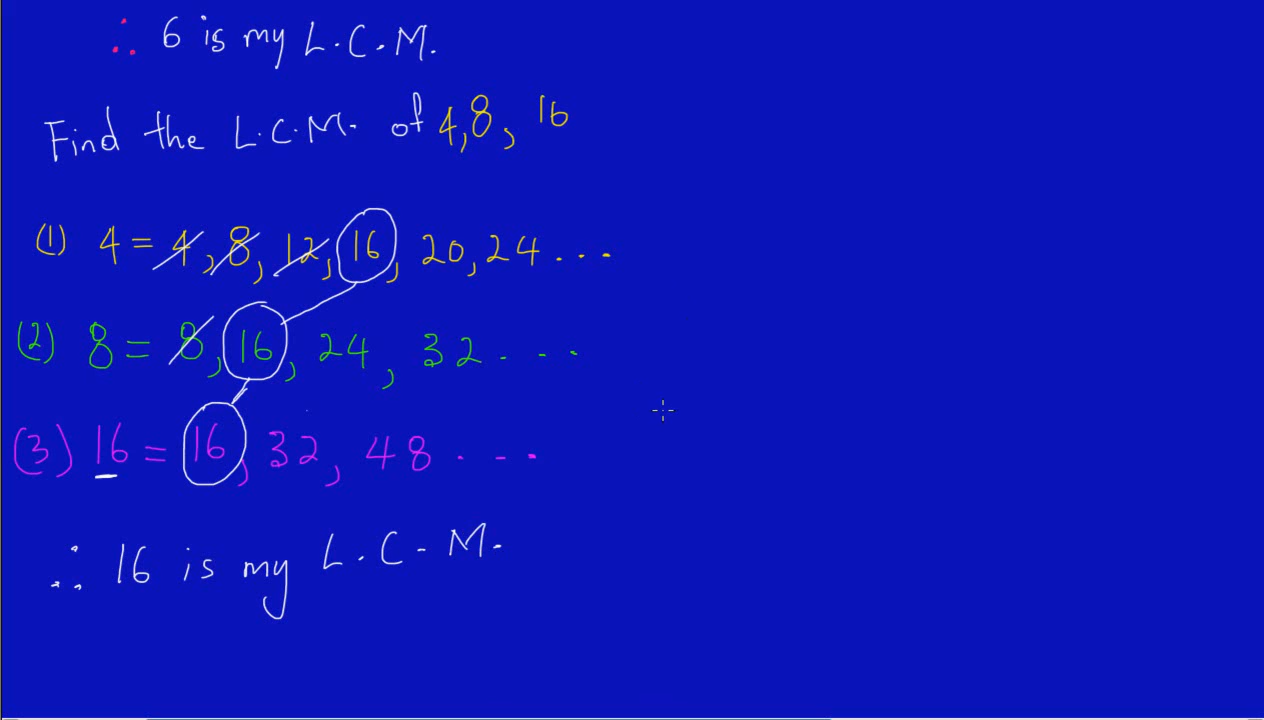 ∴ 6 is my L.C.M.
Find the L.C.M. of 4,8, 16
(1) 4 = 4, 8, 12, 16, 20, 24 ...
(2) 8 = 8, 16, 24, 32 ...
(3) 16 = 16, 32, 48 ...
∴ 16 is my L.C.M.